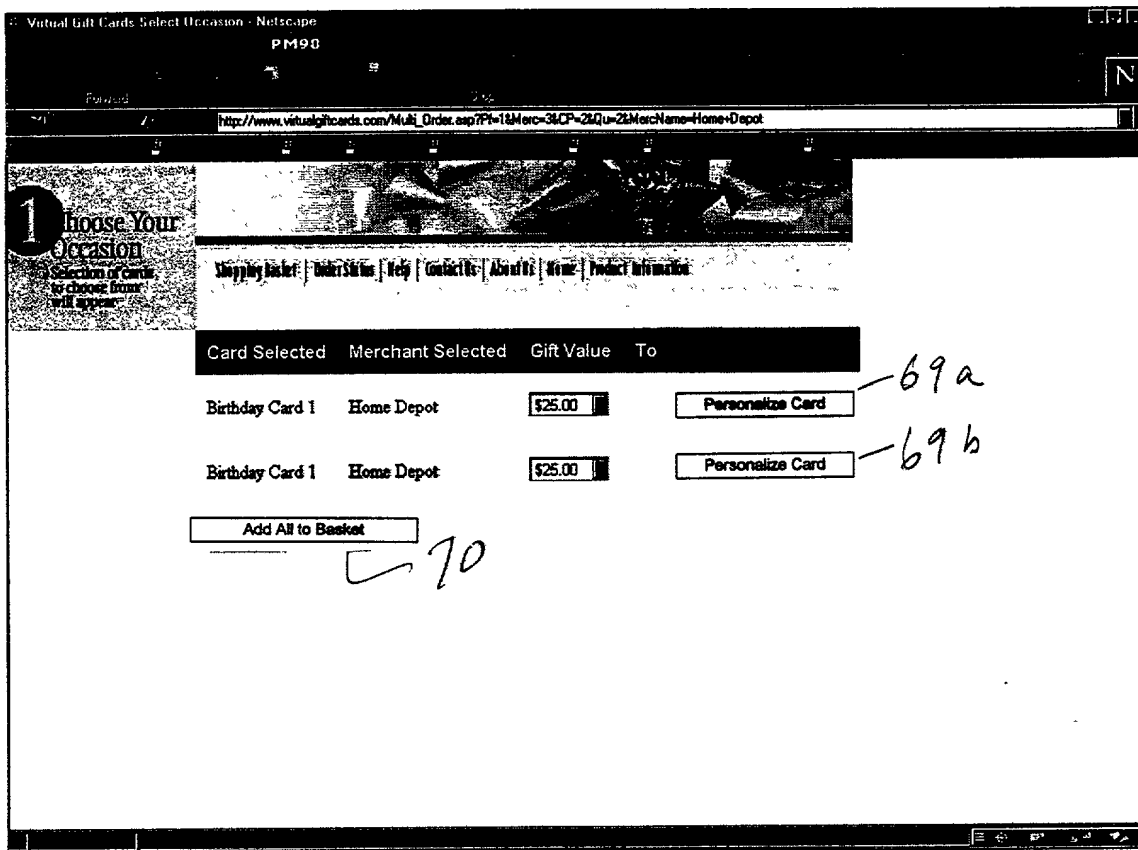 Virtual Gift Cards Select Occasion - Netscape
PM98
N
Forward
http://www.virtualgiftcards.com/Multi_Order.asp?Pf=1&Merc=3&CP=2&Qu=2&MercName=Home+Depot
1 Choose Your
Occasion
Selection of cards
to choose from
will appear
Shopping Basket | Order Status | Help | Contact Us | About Us | Home | Product Information
Card Selected Merchant Selected Gift Value To
Birthday Card 1 Home Depot $25.00 Personalize Card 69a
Birthday Card 1 Home Depot $25.00 Personalize Card 69b
Add All to Basket
70